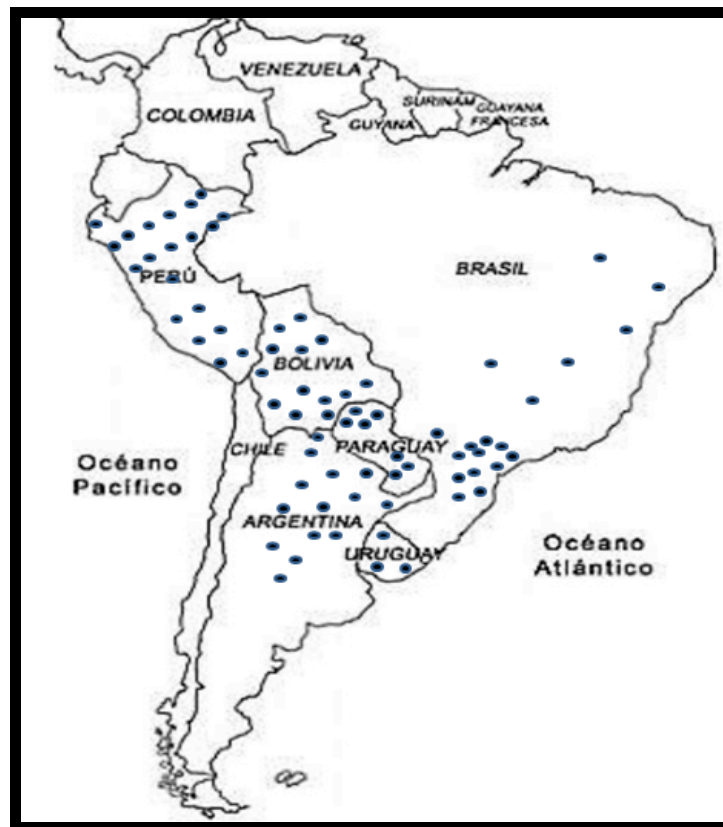 VENEZUELA
COLOMBIA
SURINAM
GUYANA
GUAYANA
FRANCESA
BRASIL
PERÚ
BOLIVIA
PARAGUAY
CHILE
Océano
Pacífico
ARGENTINA
URUGUAY
Océano
Atlántico